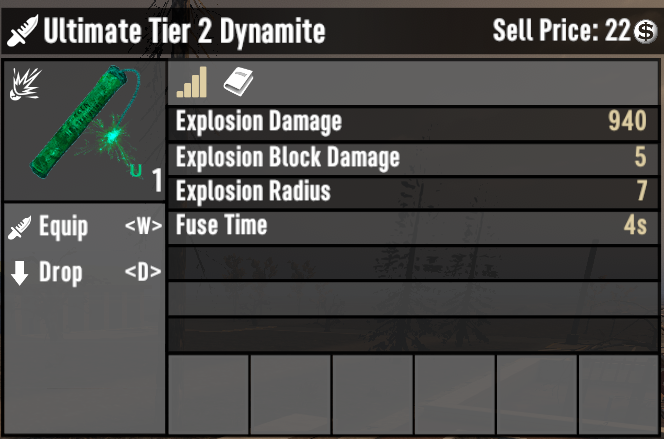 Ultimate Tier 2 Dynamite Sell Price: 22
U 1
Explosion Damage 940
Explosion Block Damage 5
Explosion Radius 7
Fuse Time 4s
Equip <W>
Drop <D>